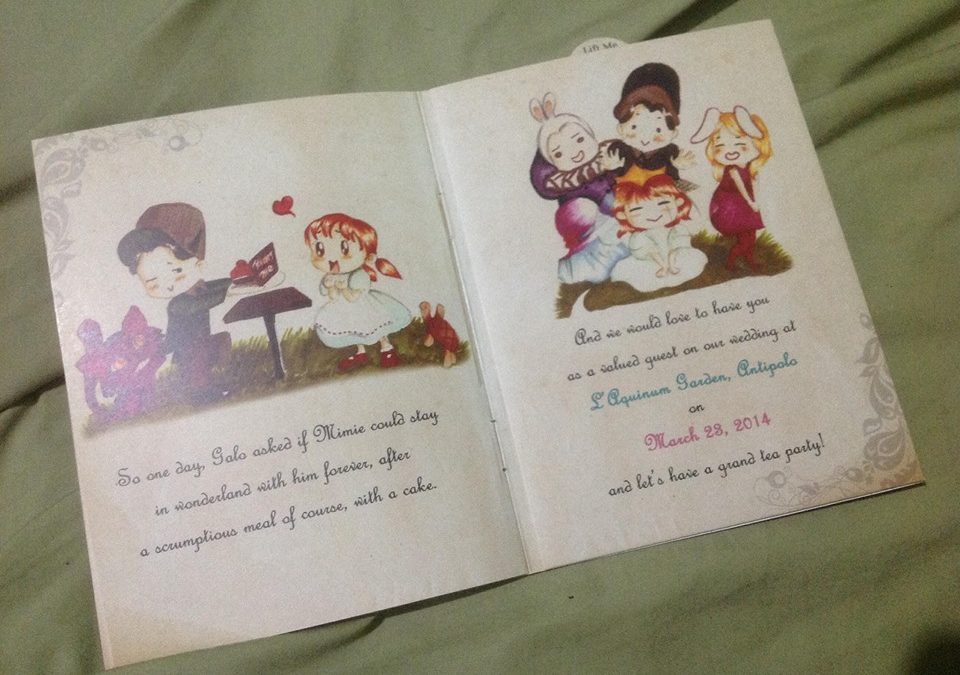 So one day, Galo asked if Mimie could stay
in wonderland with him forever, after
a scrumptious meal of course, with a cake.
Lift Me
And we would love to have you
as a valued guest on our wedding at
L'Aquinum Garden, Antipolo
on
March 23, 2014
and let's have a grand tea party!